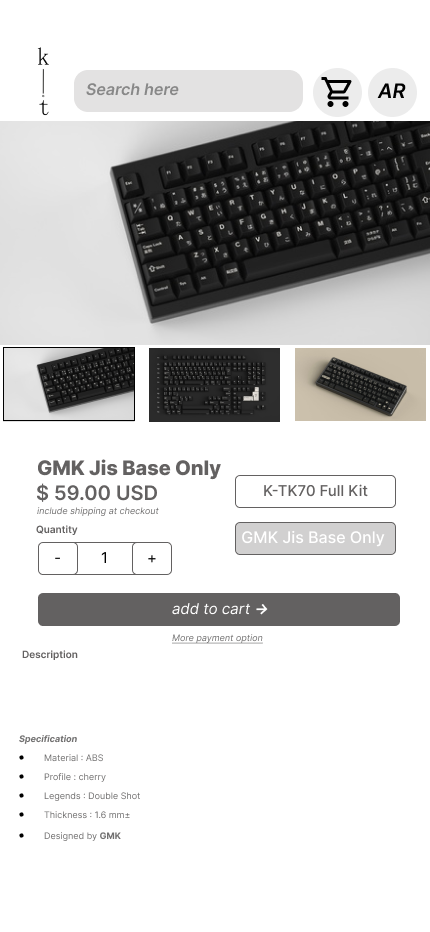 k
t
Search here
AR
GMK Jis Base Only
$ 59.00 USD
include shipping at checkout
Quantity
- 1 +
K-TK70 Full Kit
GMK Jis Base Only
add to cart →
More payment option
Description
Specification
Material : ABS
Profile : cherry
Legends : Double Shot
Thickness : 1.6 mm±
Designed by GMK